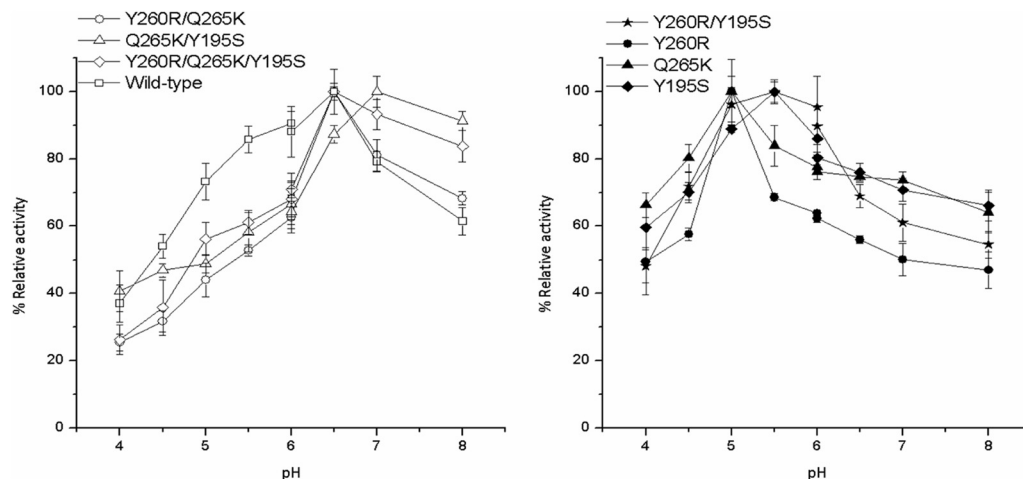 Y260R/Q265K
Q265K/Y195S
Y260R/Q265K/Y195S
Wild-type
100
80
60
40
20
0
4 5 6 7 8
pH
% Relative activity
Y260R/Y195S
Y260R
Q265K
Y195S
100
80
60
40
20
0
4 5 6 7 8
pH
% Relative activity